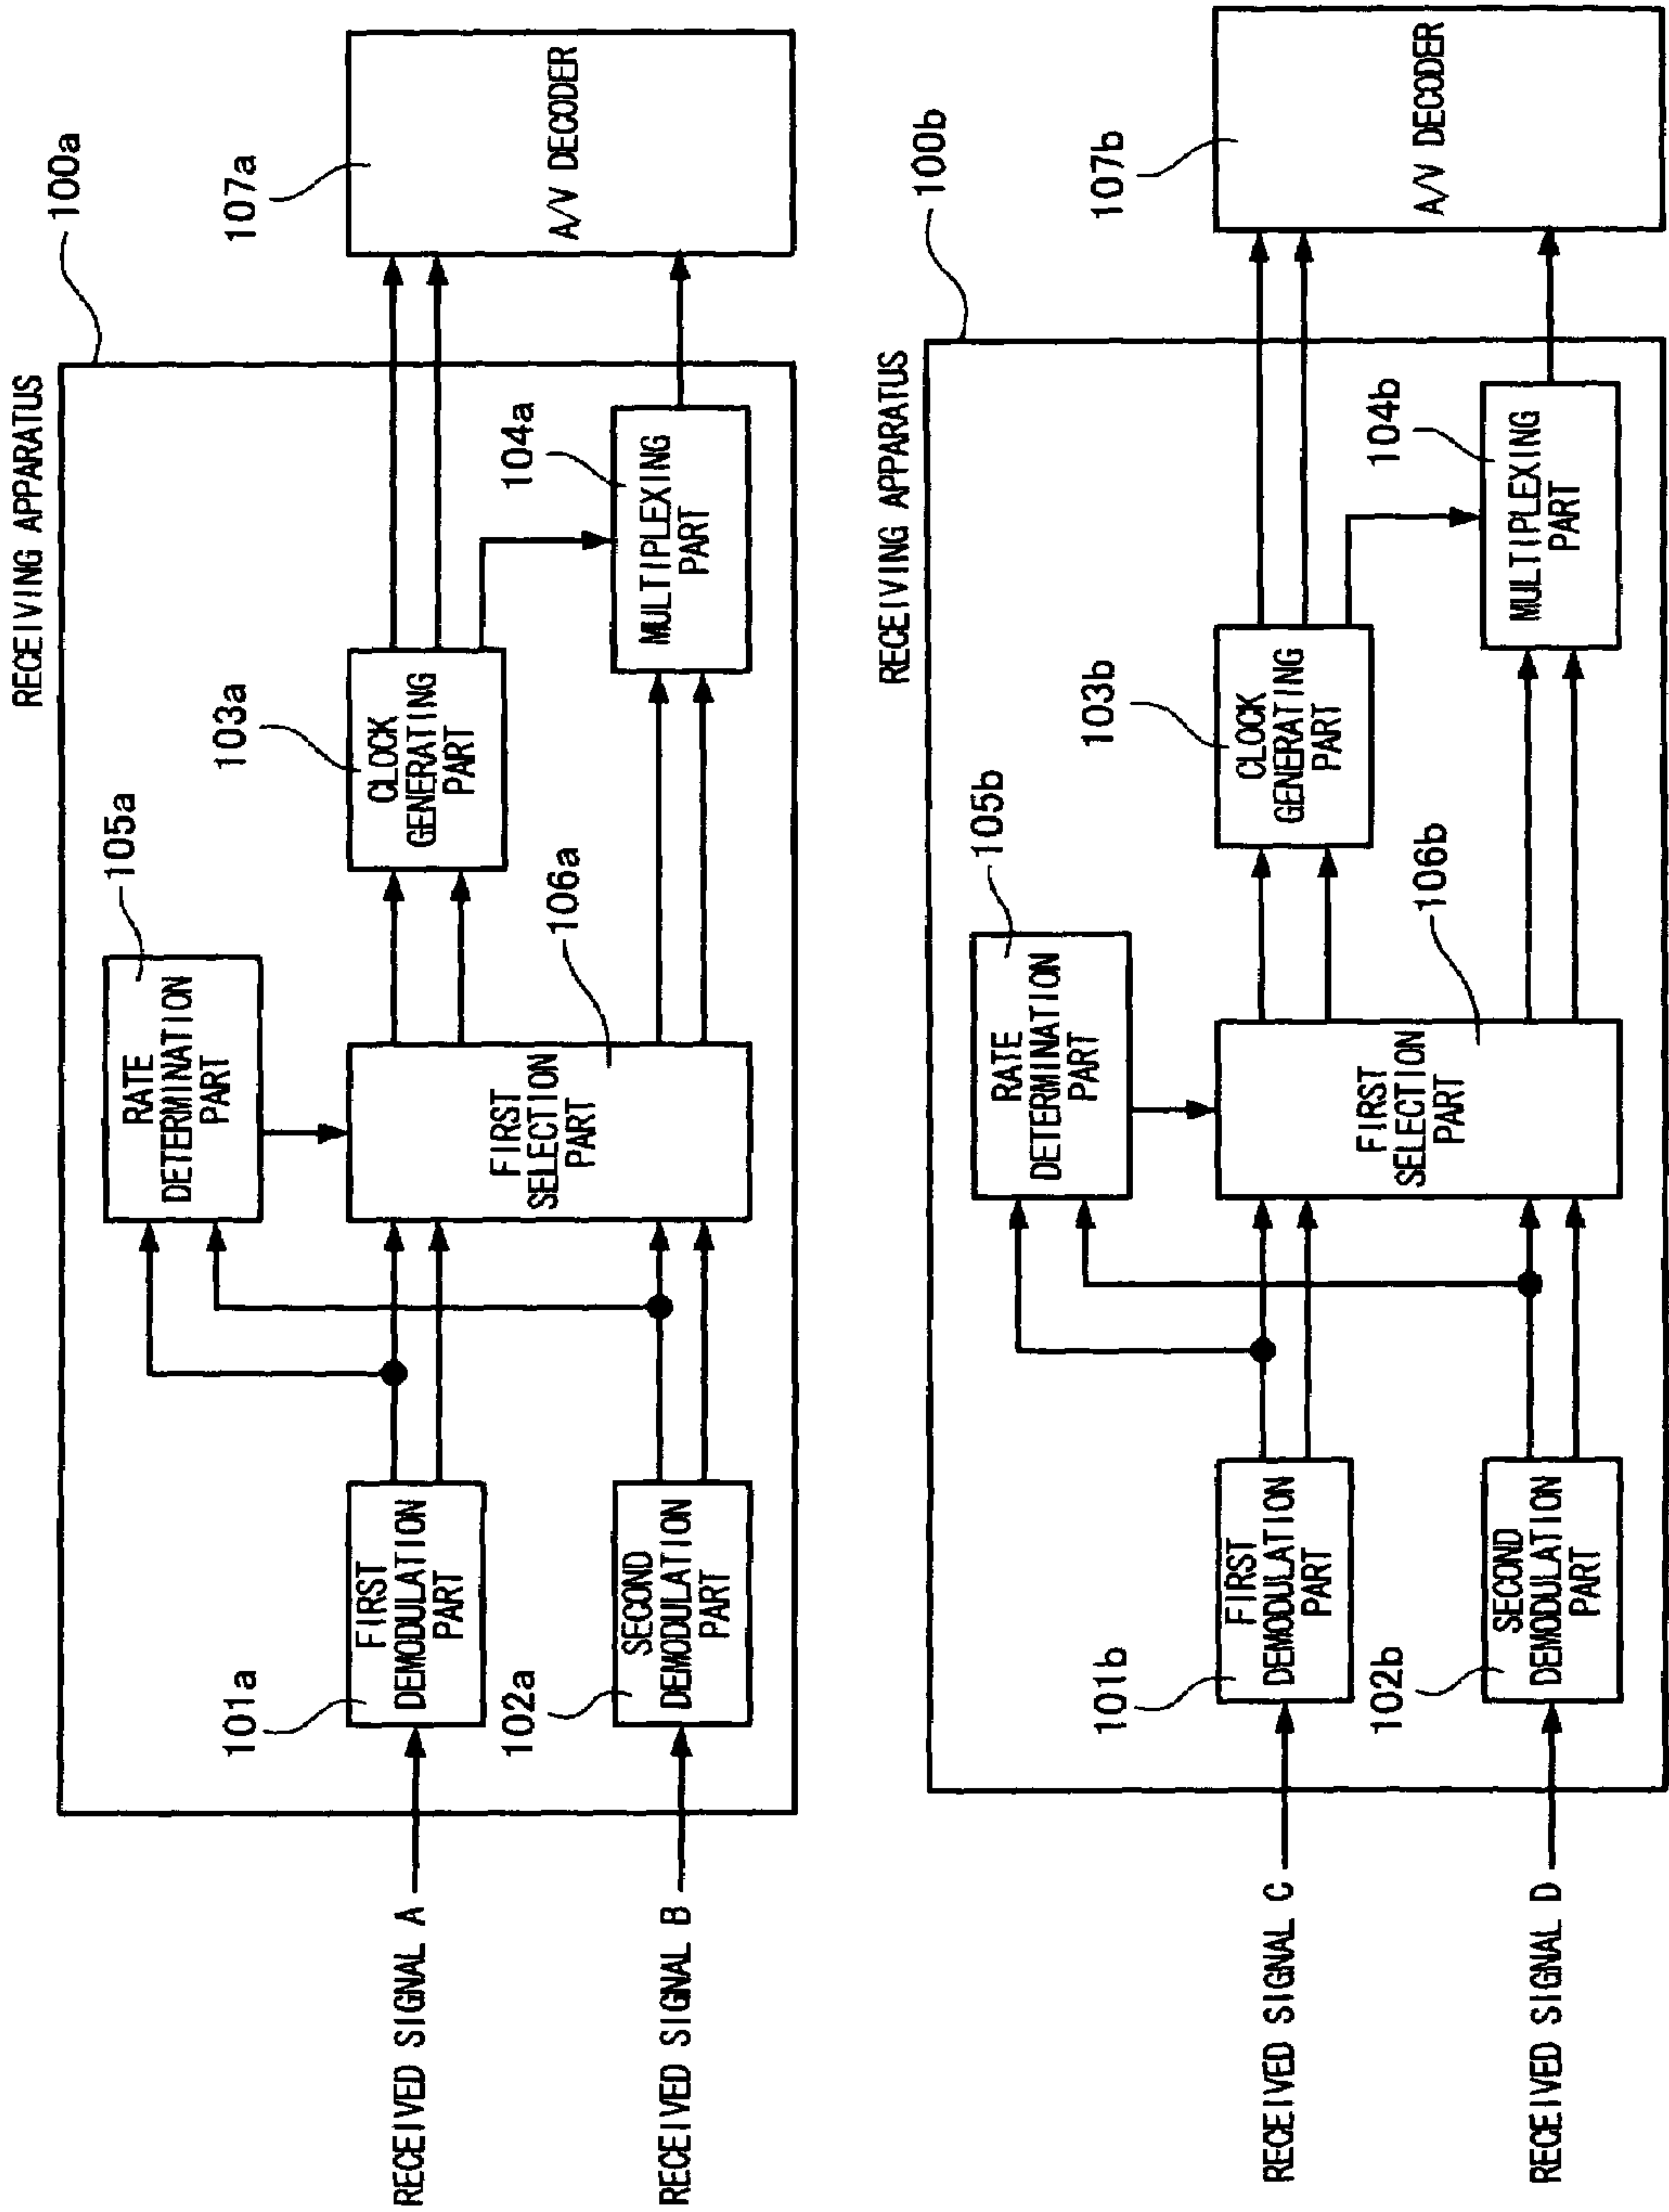 RECEIVING APPARATUS
100a
105a
RATE
DETERMINATION
PART
103a
107a
RECEIVED SIGNAL A
101a
FIRST
DEMODULATION
PART
FIRST
SELECTION
PART
106a
CLOCK
GENERATING
PART
104a
A/V DECODER
RECEIVED SIGNAL B
102a
SECOND
DEMODULATION
PART
MULTIPLEXING
PART
RECEIVING APPARATUS
100b
105b
RATE
DETERMINATION
PART
103b
107b
RECEIVED SIGNAL C
101b
FIRST
DEMODULATION
PART
FIRST
SELECTION
PART
106b
CLOCK
GENERATING
PART
104b
A/V DECODER
RECEIVED SIGNAL D
102b
SECOND
DEMODULATION
PART
MULTIPLEXING
PART